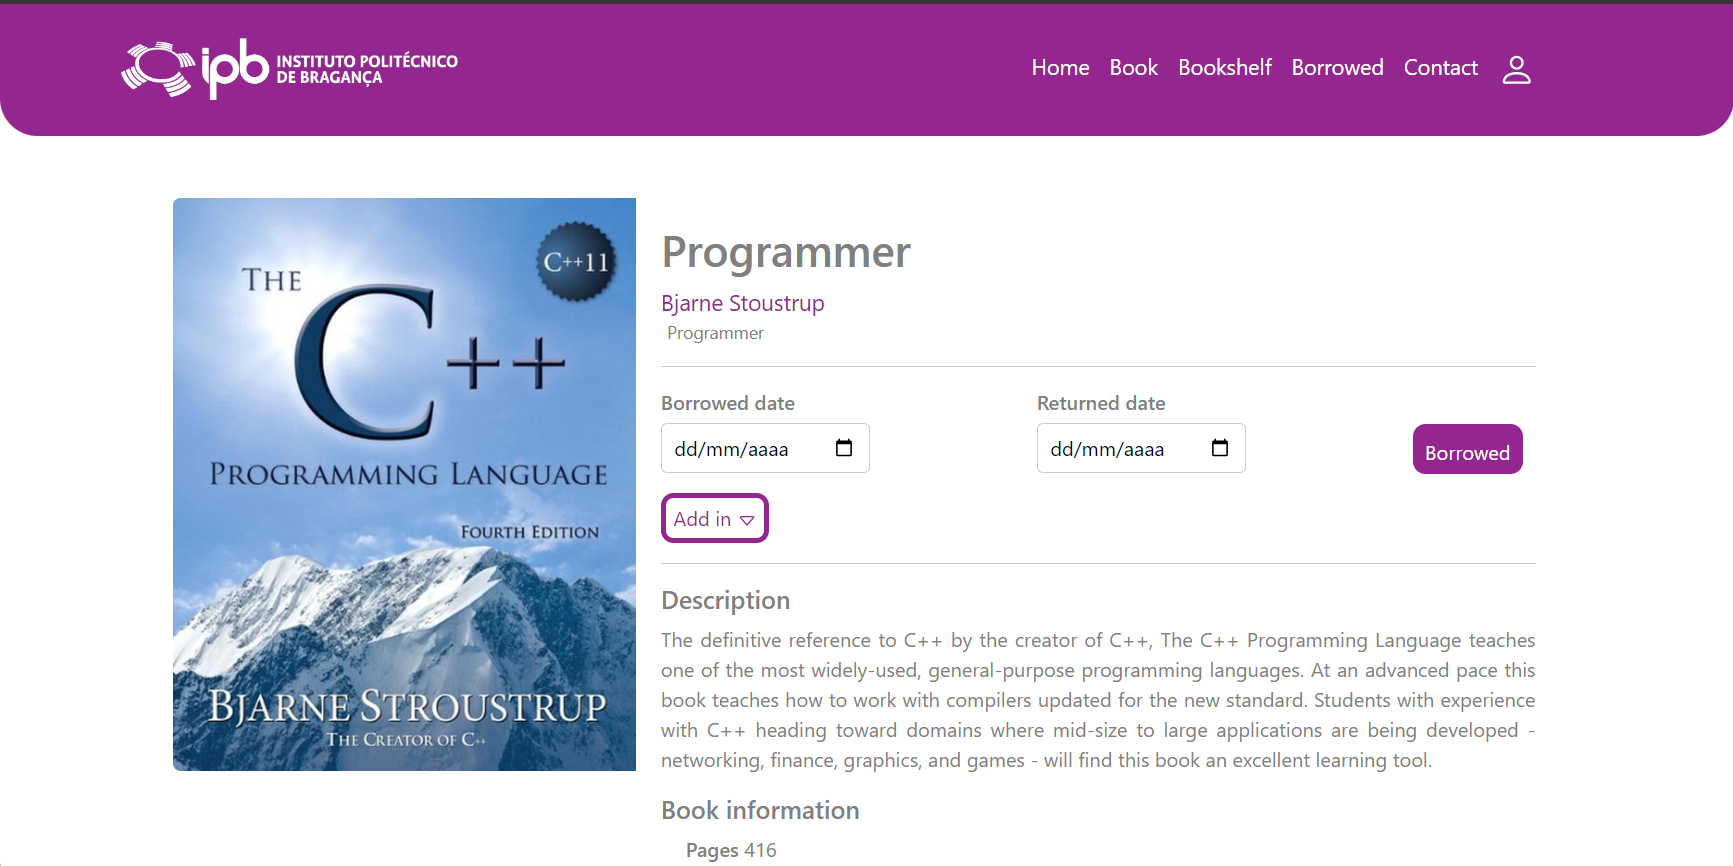 ipb INSTITUTO POLITÉCNICO
DE BRAGANÇA
Home Book Bookshelf Borrowed Contact
C++11
THE
C++
PROGRAMMING LANGUAGE
FOURTH EDITION
BJARNE STROUSTRUP
THE CREATOR OF C++
Programmer
Bjarne Stoustrup
Programmer
Borrowed date
Returned date
dd/mm/aaaa
dd/mm/aaaa
Borrowed
Add in
Description
The definitive reference to C++ by the creator of C++, The C++ Programming Language teaches
one of the most widely-used, general-purpose programming languages. At an advanced pace this
book teaches how to work with compilers updated for the new standard. Students with experience
with C++ heading toward domains where mid-size to large applications are being developed -
networking, finance, graphics, and games - will find this book an excellent learning tool.
Book information
Pages 416